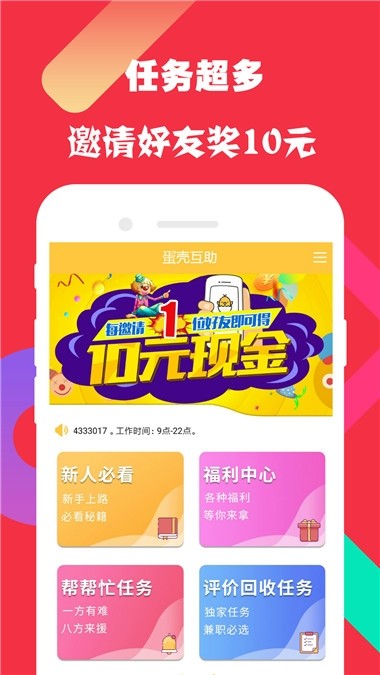 任务超多
邀请好友奖10元
蛋壳互助
每邀请1位好友即可得
10元现金
4333017 。工作时间：9点-22点。
新人必看
新手上路
必看秘籍
福利中心
各种福利
等你来拿
帮帮忙任务
一方有难
八方来援
评价回收任务
独家任务
兼职必选